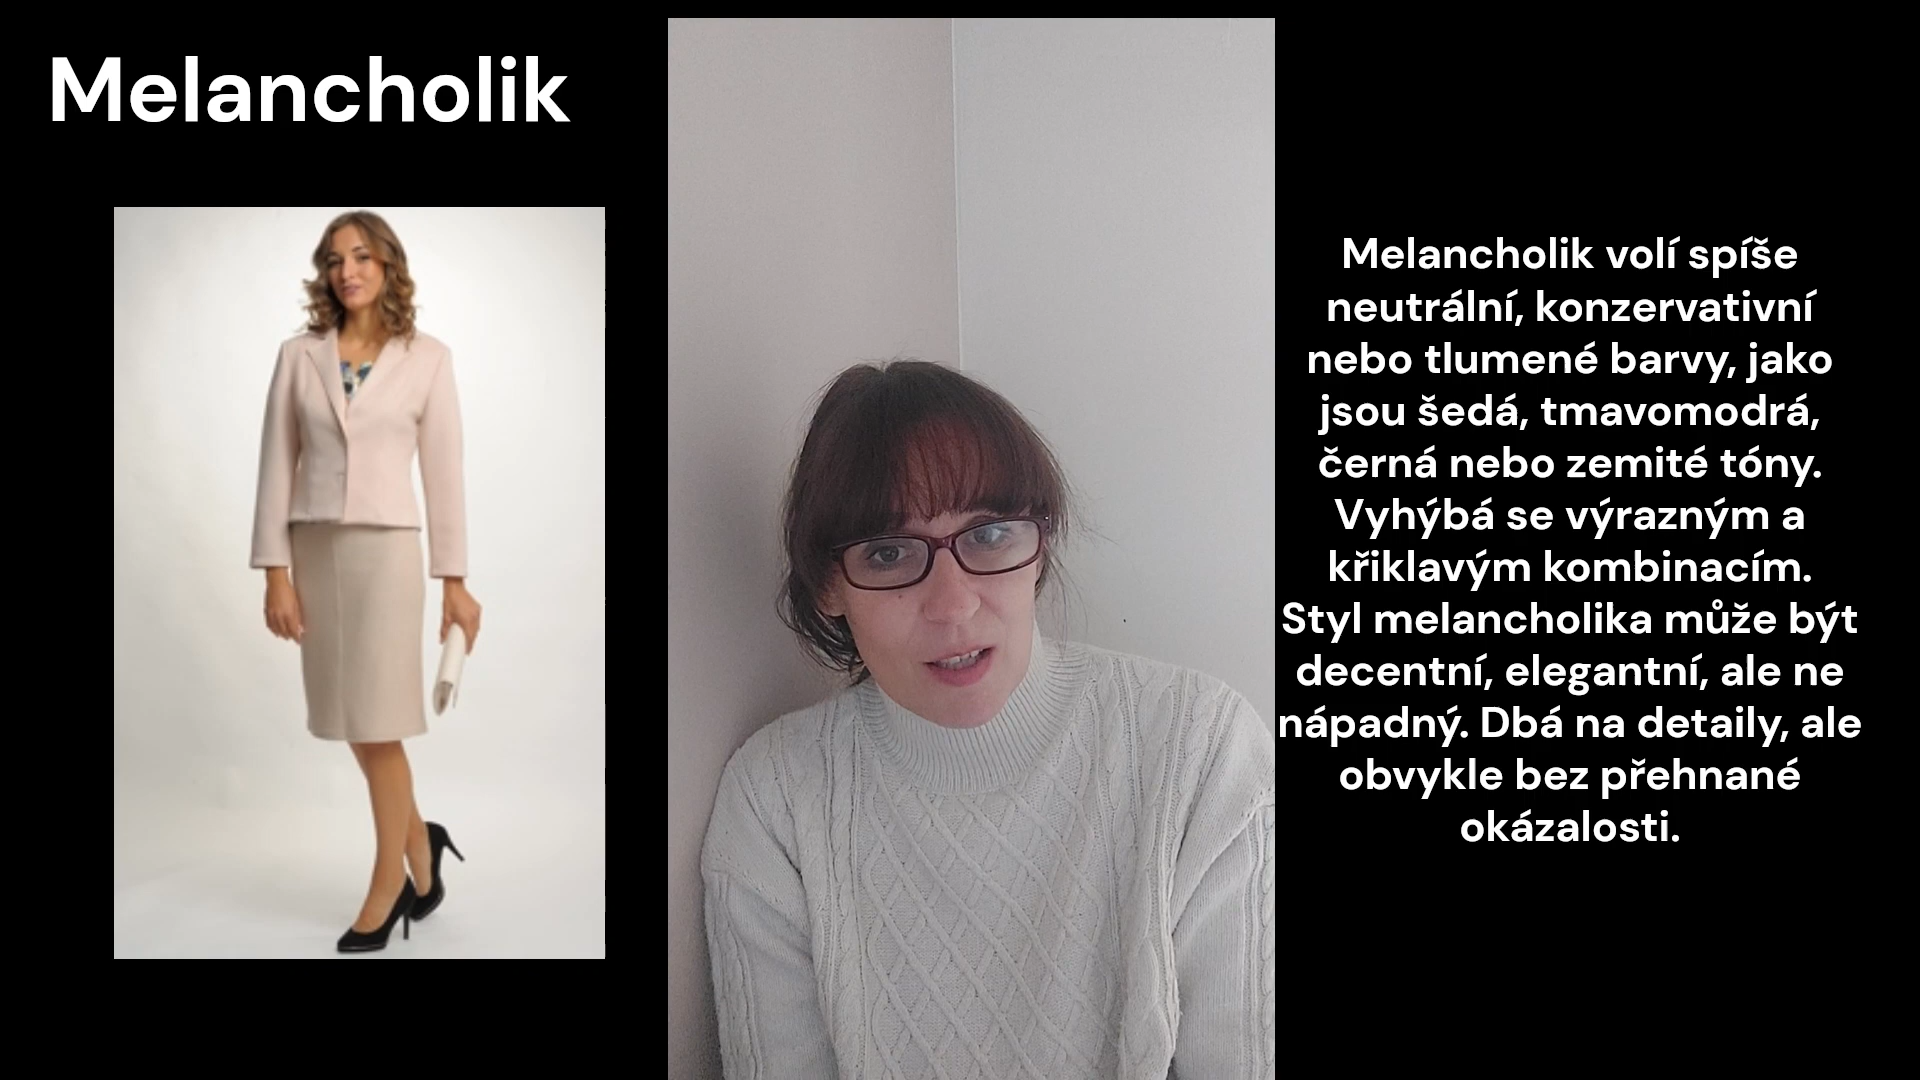 Melancholik
Melancholik volí spíše
neutrální, konzervativní
nebo tlumené barvy, jako
jsou šedá, tmavomodrá,
černá nebo zemité tóny.
Vyhýbá se výrazným a
křiklavým kombinacím.
Styl melancholika může být
decentní, elegantní, ale ne
nápadný. Dbá na detaily, ale
obvykle bez přehnané
okázalosti.